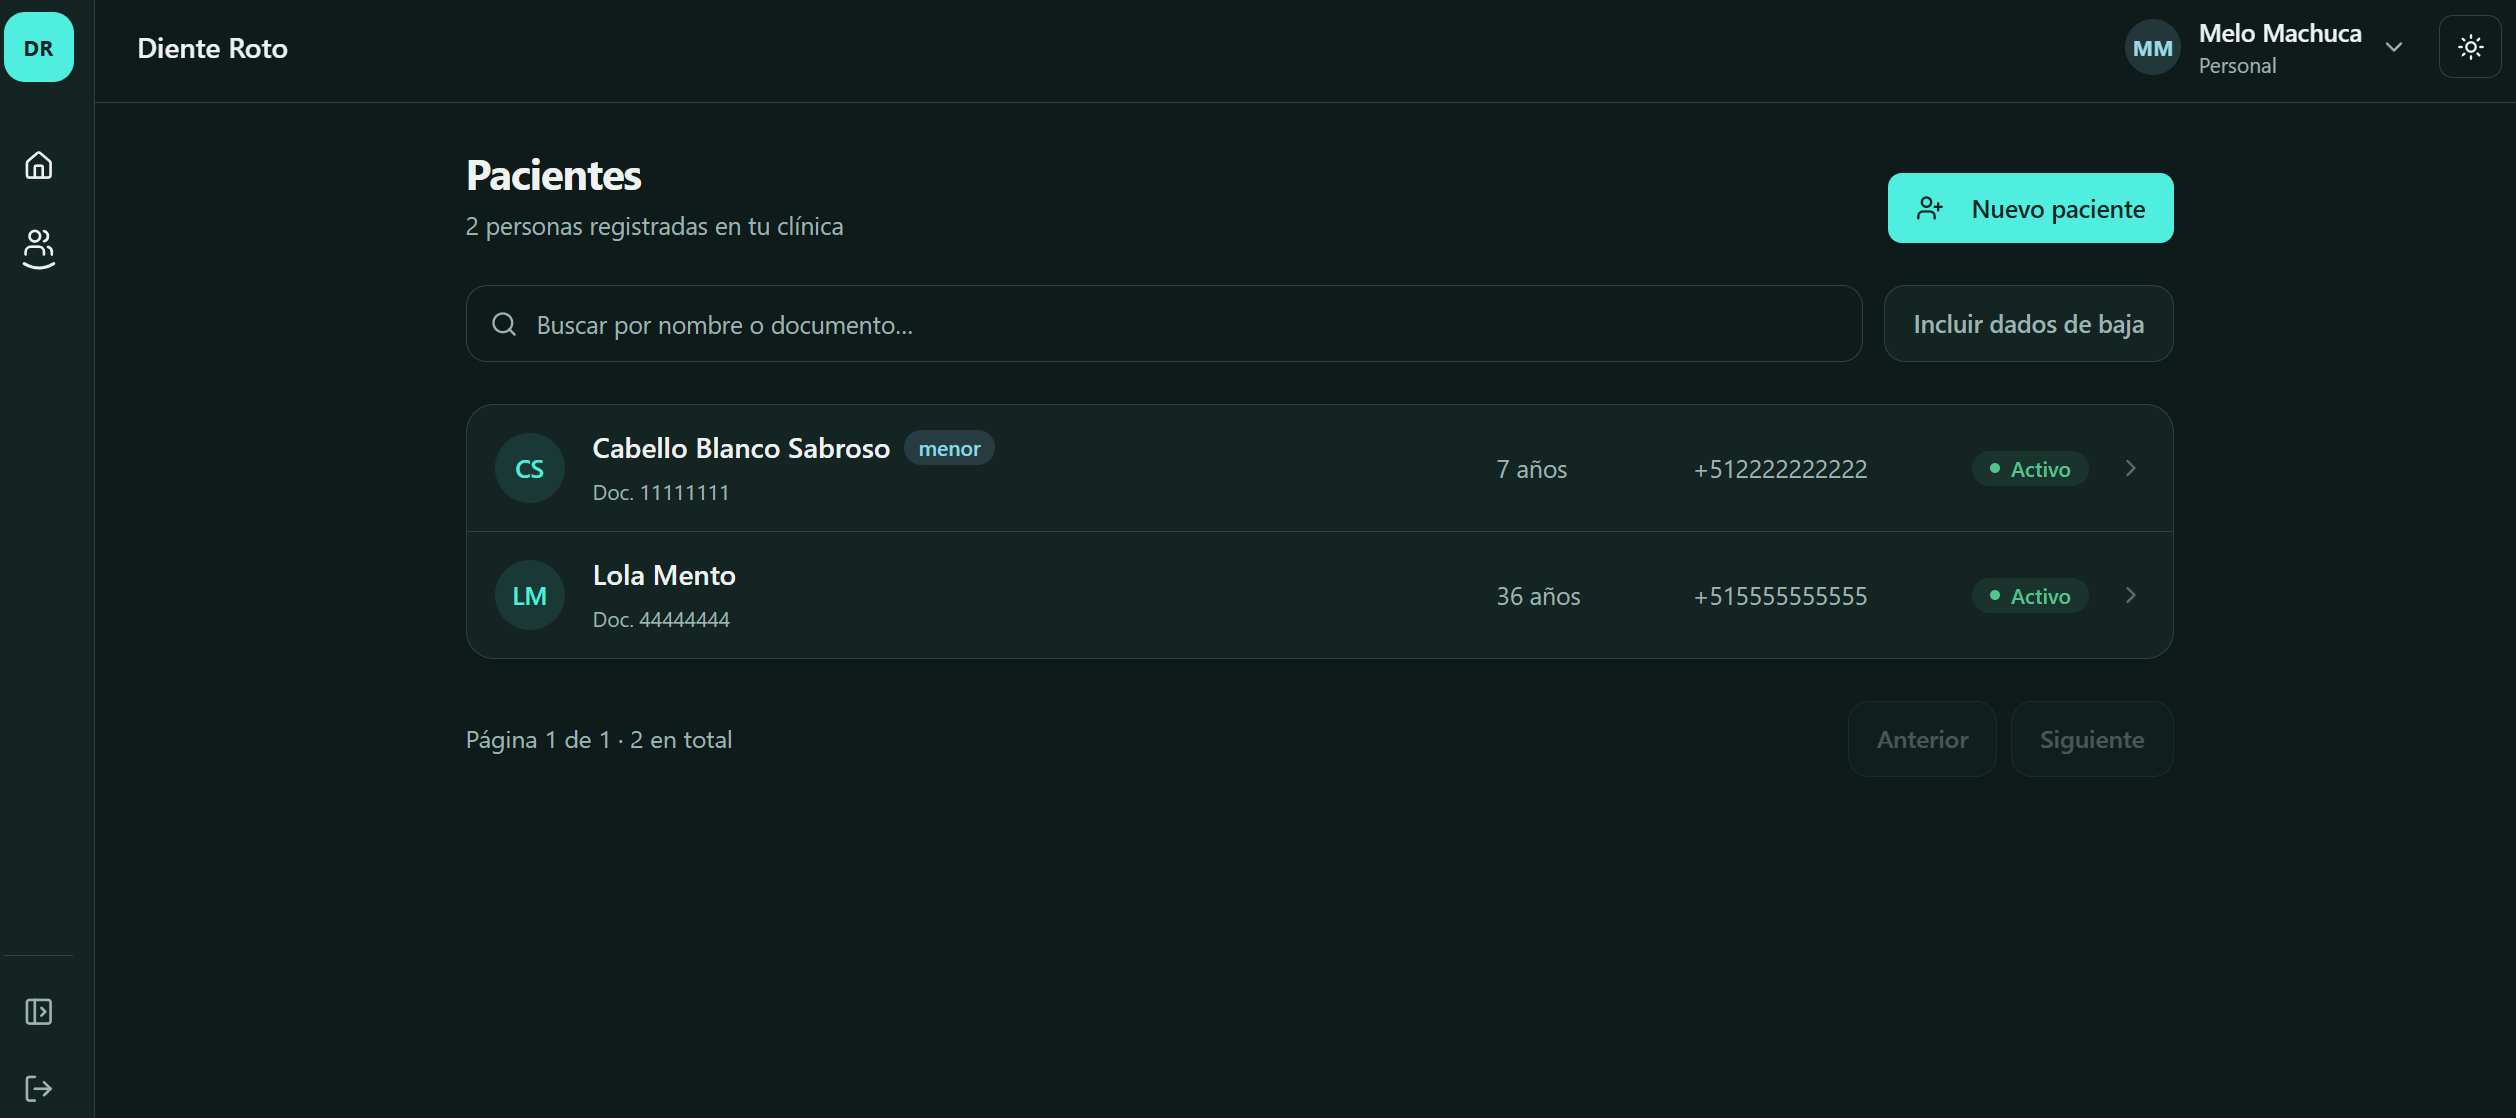 DR
Diente Roto
MM
Melo Machuca
Personal
Pacientes
2 personas registradas en tu clínica
Nuevo paciente
Buscar por nombre o documento...
Incluir dados de baja
CS
Cabello Blanco Sabroso
menor
Doc. 11111111
7 años
+512222222222
Activo
LM
Lola Mento
Doc. 44444444
36 años
+515555555555
Activo
Página 1 de 1 · 2 en total
Anterior
Siguiente